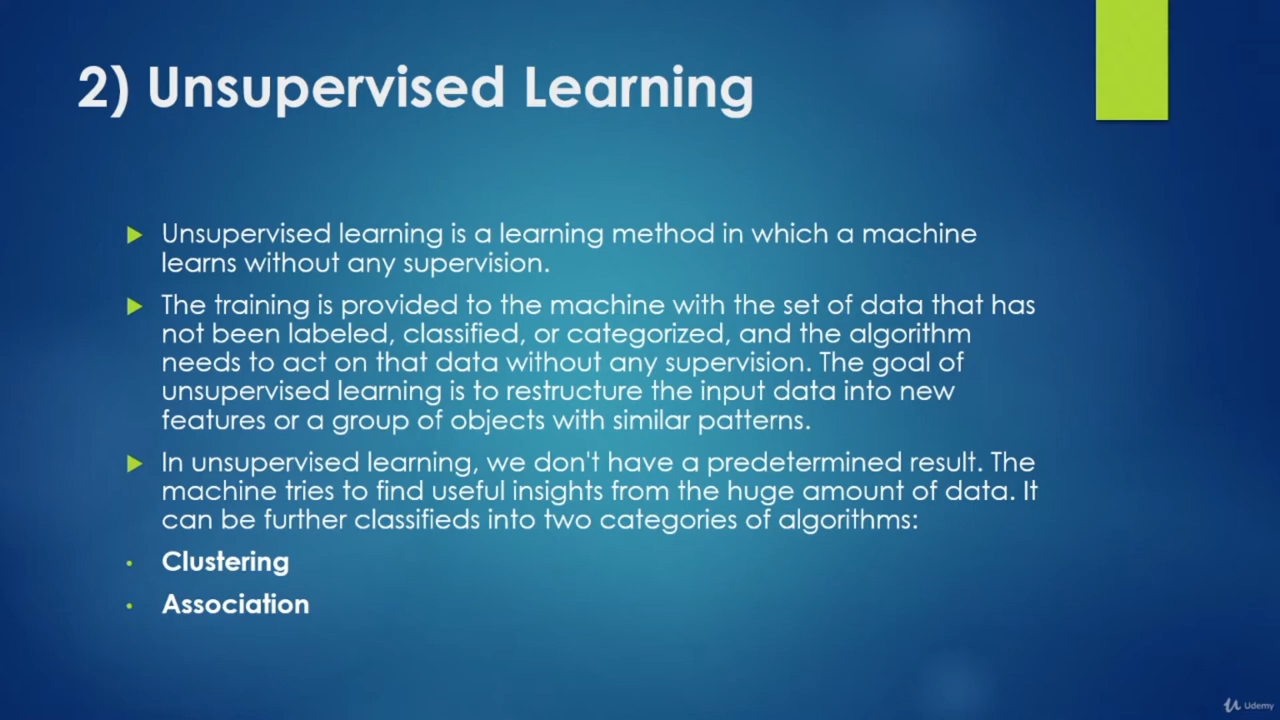 2) Unsupervised Learning
Unsupervised learning is a learning method in which a machine
learns without any supervision.
The training is provided to the machine with the set of data that has
not been labeled, classified, or categorized, and the algorithm
needs to act on that data without any supervision. The goal of
unsupervised learning is to restructure the input data into new
features or a group of objects with similar patterns.
In unsupervised learning, we don't have a predetermined result. The
machine tries to find useful insights from the huge amount of data. It
can be further classifieds into two categories of algorithms:
Clustering
Association
Udemy